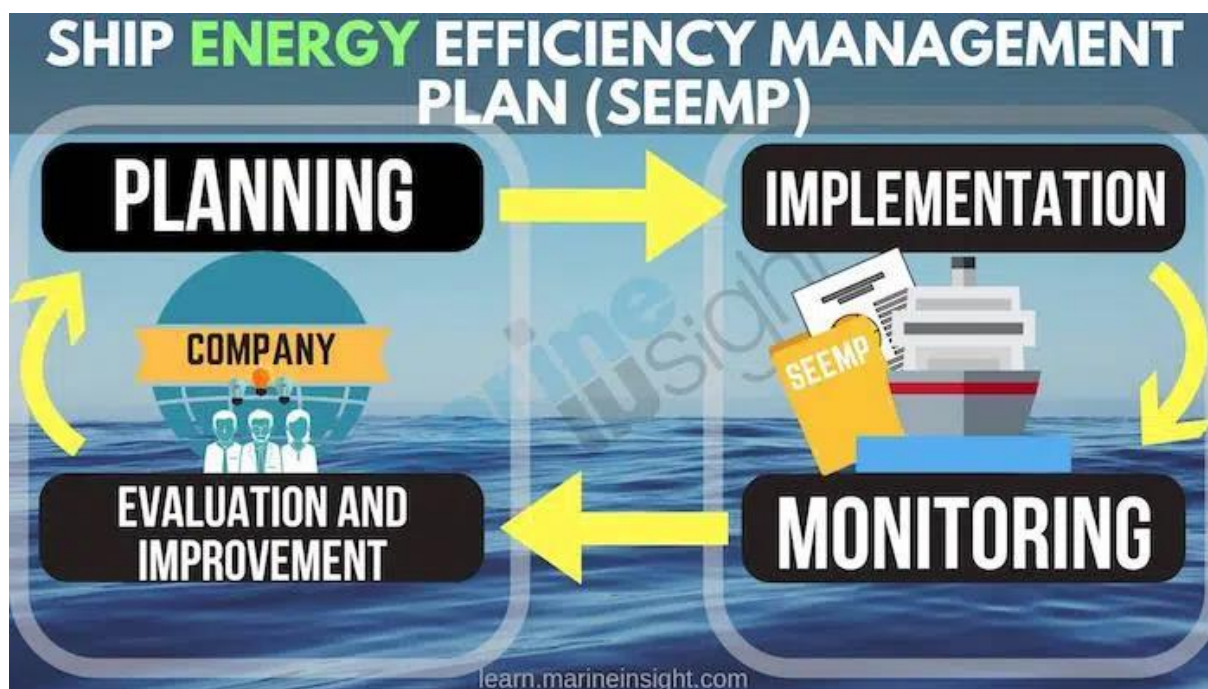 SHIP ENERGY EFFICIENCY MANAGEMENT
PLAN (SEEMP)
PLANNING
IMPLEMENTATION
COMPANY
SEEMP
EVALUATION AND
IMPROVEMENT
MONITORING
learn.marineinsight.com